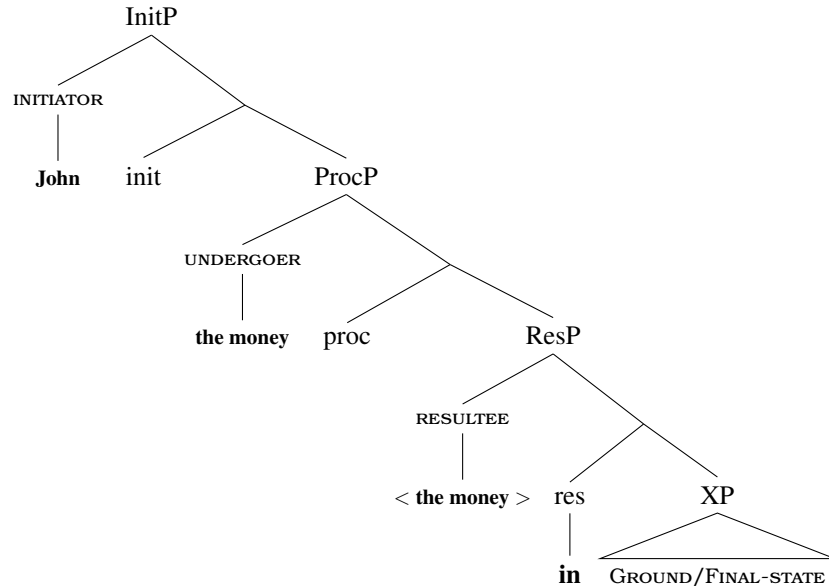 InitP
INITIATOR
John init ProcP
UNDERGOER
the money proc ResP
RESULTEE
< the money > res XP
in GROUND/FINAL-STATE